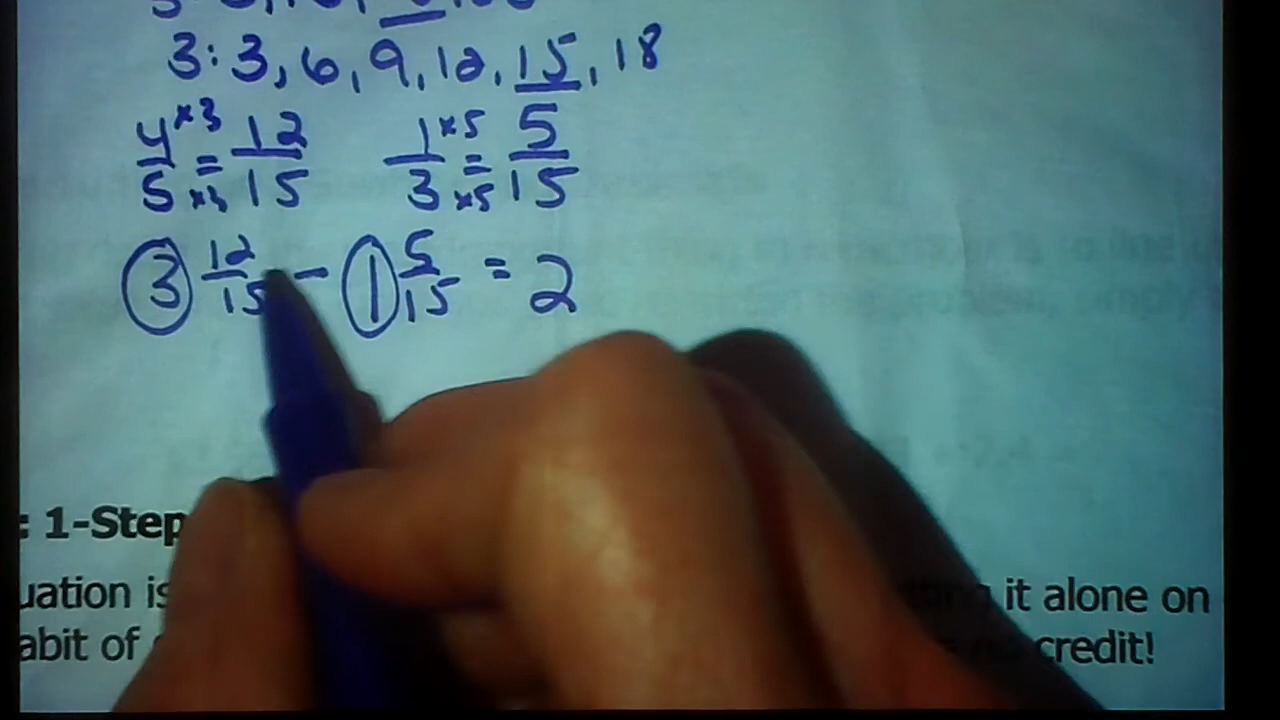 3: 3, 6, 9, 12, 15, 18
4/5 ×3 ×3 = 12/15 1/3 ×5 ×5 = 5/15
3 12/15 - 1 5/15 = 2
: 1-Step
uation is it alone on
abit of credit!